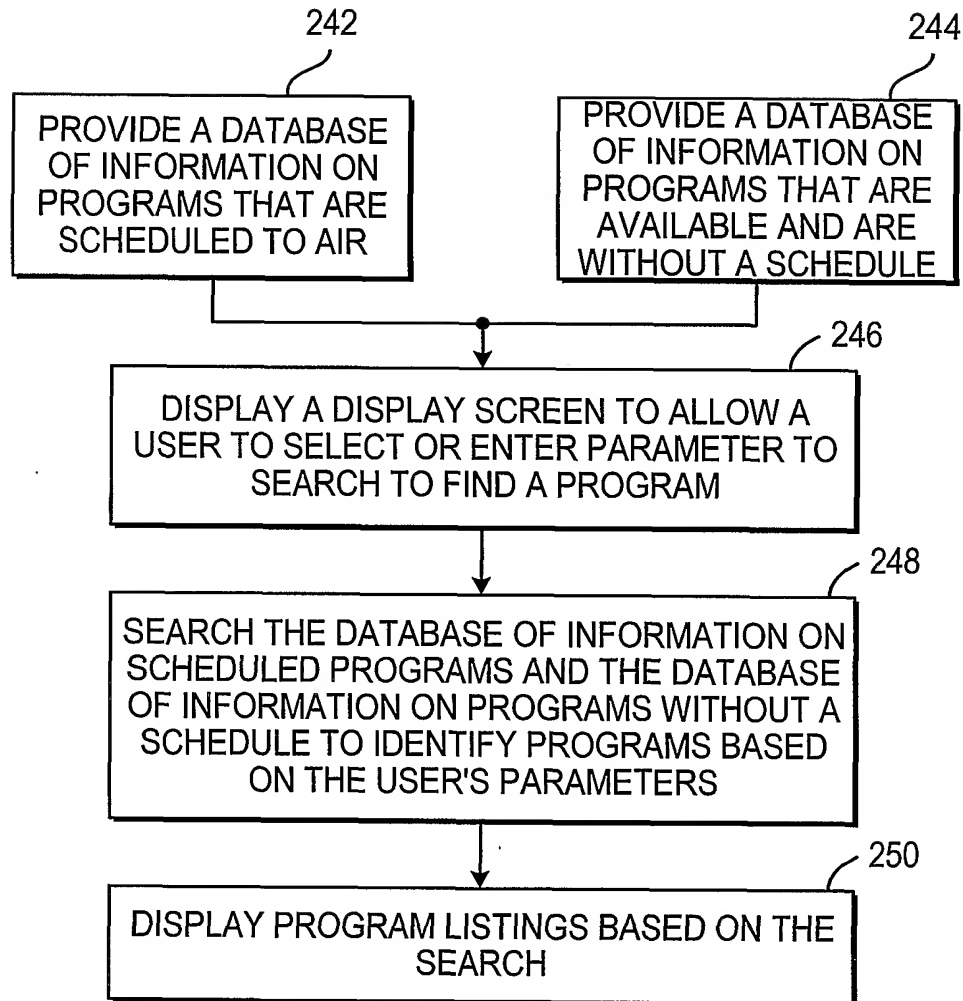 242
PROVIDE A DATABASE
OF INFORMATION ON
PROGRAMS THAT ARE
SCHEDULED TO AIR
244
PROVIDE A DATABASE
OF INFORMATION ON
PROGRAMS THAT ARE
AVAILABLE AND ARE
WITHOUT A SCHEDULE
246
DISPLAY A DISPLAY SCREEN TO ALLOW A
USER TO SELECT OR ENTER PARAMETER TO
SEARCH TO FIND A PROGRAM
248
SEARCH THE DATABASE OF INFORMATION ON
SCHEDULED PROGRAMS AND THE DATABASE
OF INFORMATION ON PROGRAMS WITHOUT A
SCHEDULE TO IDENTIFY PROGRAMS BASED
ON THE USER'S PARAMETERS
250
DISPLAY PROGRAM LISTINGS BASED ON THE
SEARCH